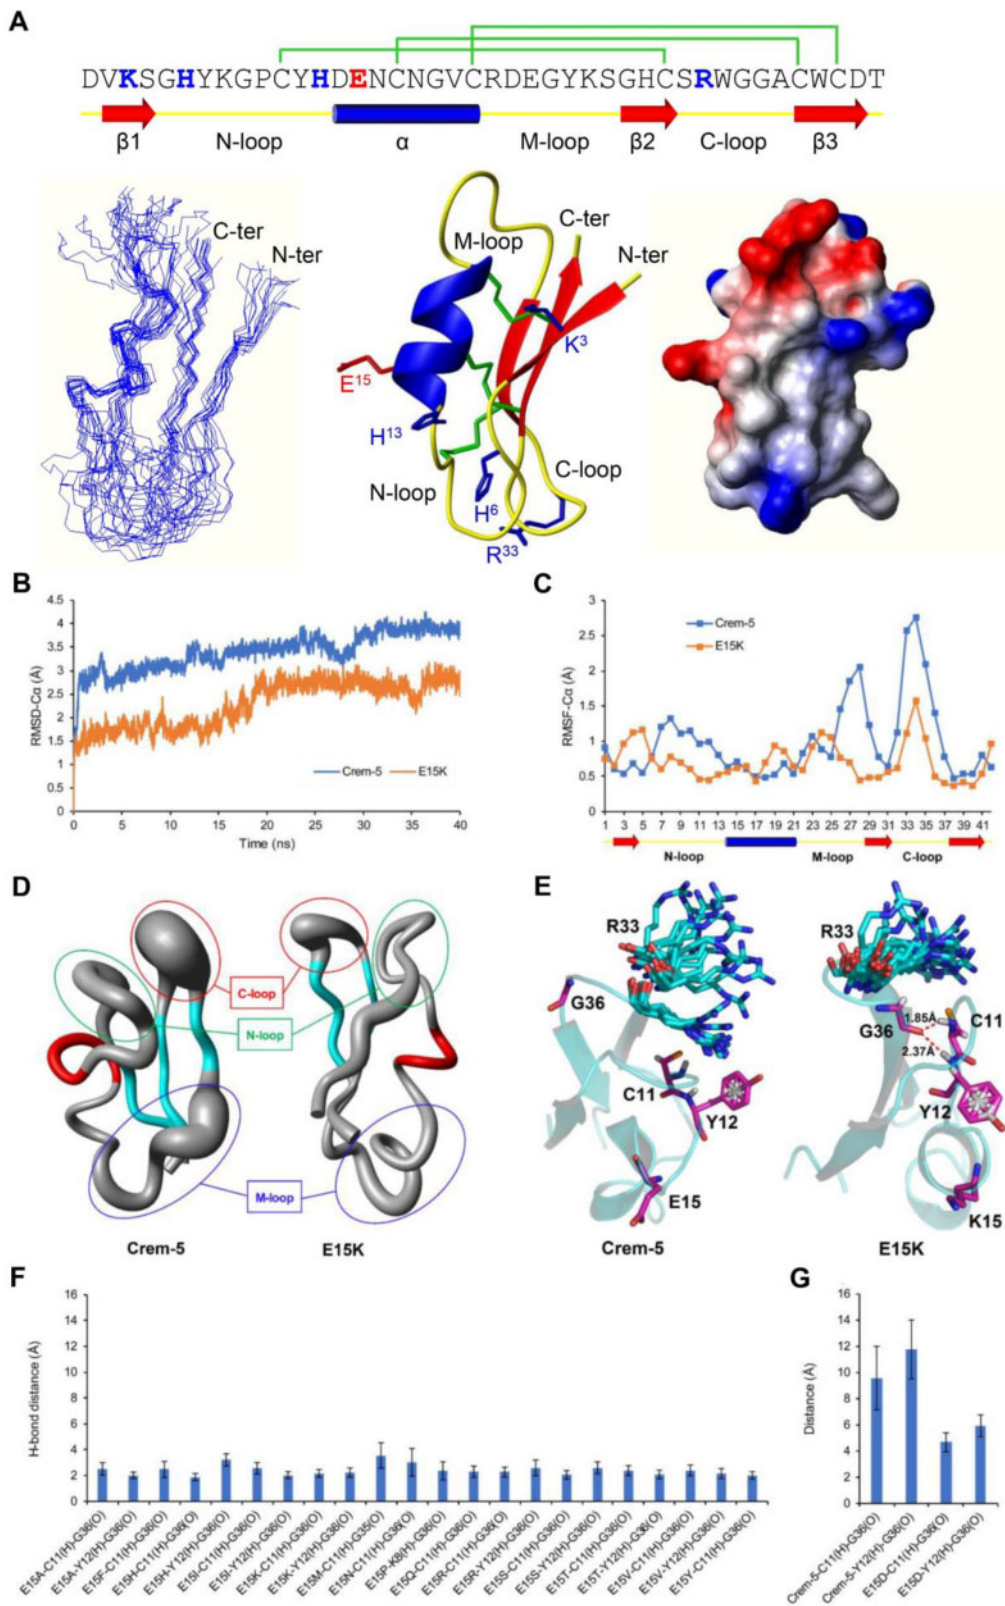 A
DVKSGHYKGPCYHDENCNGVCRDEGYKSGHCSRWGGACWCDT
β1 N-loop α M-loop β2 C-loop β3
C-ter
N-ter
M-loop
C-ter
N-ter
K3
E15
H13
N-loop
H6
C-loop
R33
B
RMSD-Cα (Å)
4.5
4
3.5
3
2.5
2
1.5
1
0.5
0
Crem-5 E15K
0 5 10 15 20 25 30 35 40
Time (ns)
C
RMSF-Cα (Å)
3
2.5
2
1.5
1
0.5
0
Crem-5
E15K
1 3 5 7 9 11 13 15 17 19 21 23 25 27 29 31 33 35 37 39 41
N-loop M-loop C-loop
D
C-loop
N-loop
M-loop
Crem-5 E15K
E
R33
G36
C11
Y12
E15
Crem-5
R33
G36
1.85Å
C11
2.37Å
Y12
K15
E15K
F
H-bond distance (Å)
16
14
12
10
8
6
4
2
0
E15A-C11(H)-G36(O)
E15A-Y12(H)-G36(O)
E15F-C11(H)-G36(O)
E15H-C11(H)-G36(O)
E15H-Y12(H)-G36(O)
E15I-C11(H)-G36(O)
E15I-Y12(H)-G36(O)
E15K-C11(H)-G36(O)
E15K-Y12(H)-G36(O)
E15M-C11(H)-G35(O)
E15N-C11(H)-G36(O)
E15P-K8(H)-G36(O)
E15Q-C11(H)-G36(O)
E15R-C11(H)-G36(O)
E15R-Y12(H)-G36(O)
E15S-C11(H)-G36(O)
E15S-Y12(H)-G36(O)
E15T-C11(H)-G36(O)
E15T-Y12(H)-G36(O)
E15V-C11(H)-G36(O)
E15V-Y12(H)-G36(O)
E15Y-C11(H)-G36(O)
G
Distance (Å)
16
14
12
10
8
6
4
2
0
Crem-5-C11(H)-G36(O)
Crem-5-Y12(H)-G36(O)
E15D-C11(H)-G36(O)
E15D-Y12(H)-G36(O)